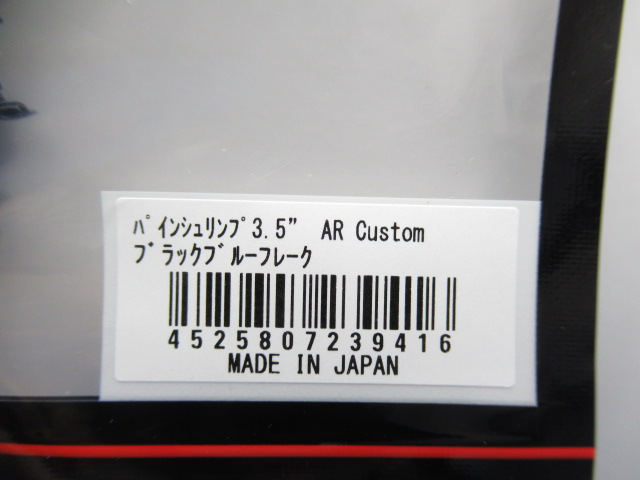 ﾊﾟｲﾝｼｭﾘﾝﾌﾟ3.5” AR Custom
ﾌﾞﾗｯｸﾌﾞﾙｰﾌﾚｰｸ
4525807239416
MADE IN JAPAN